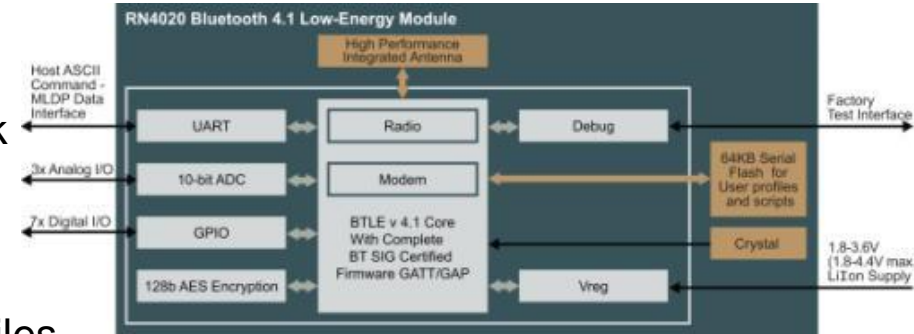 RN4020 Bluetooth 4.1 Low-Energy Module
High Performance
Integrated Antenna
Host ASCII
Command -
MLDP Data
Interface
UART
Radio
Debug
Factory
Test Interface
k
3x Analog I/O
10-bit ADC
Modem
64KB Serial
Flash for
User profiles
and scripts
7x Digital I/O
GPIO
BTLE v 4.1 Core
With Complete
BT SIG Certified
Firmware GATT/GAP
Crystal
128b AES Encryption
Vreg
1.8-3.6V
(1.8-4.4V max
LiIon Supply
iles